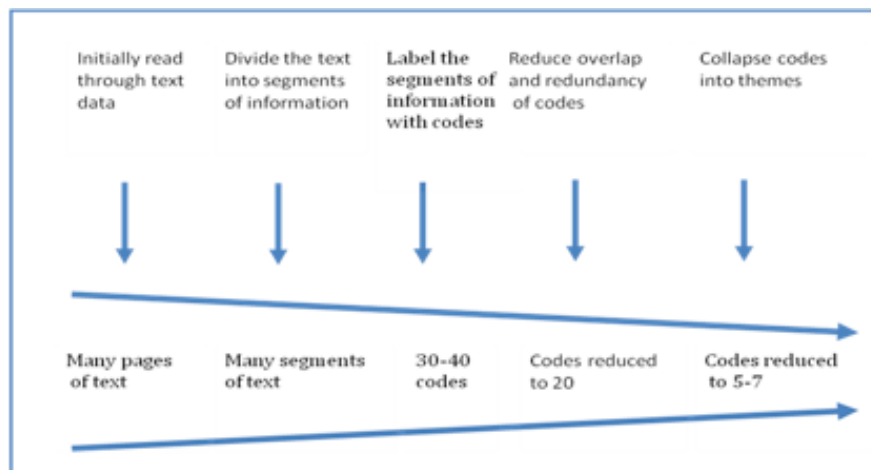 Initially read
through text
data
Divide the text
into segments
of information
Label the
segments of
information
with codes
Reduce overlap
and redundancy
of codes
Collapse codes
into themes
Many pages
of text
Many segments
of text
30-40
codes
Codes reduced
to 20
Codes reduced
to 5-7